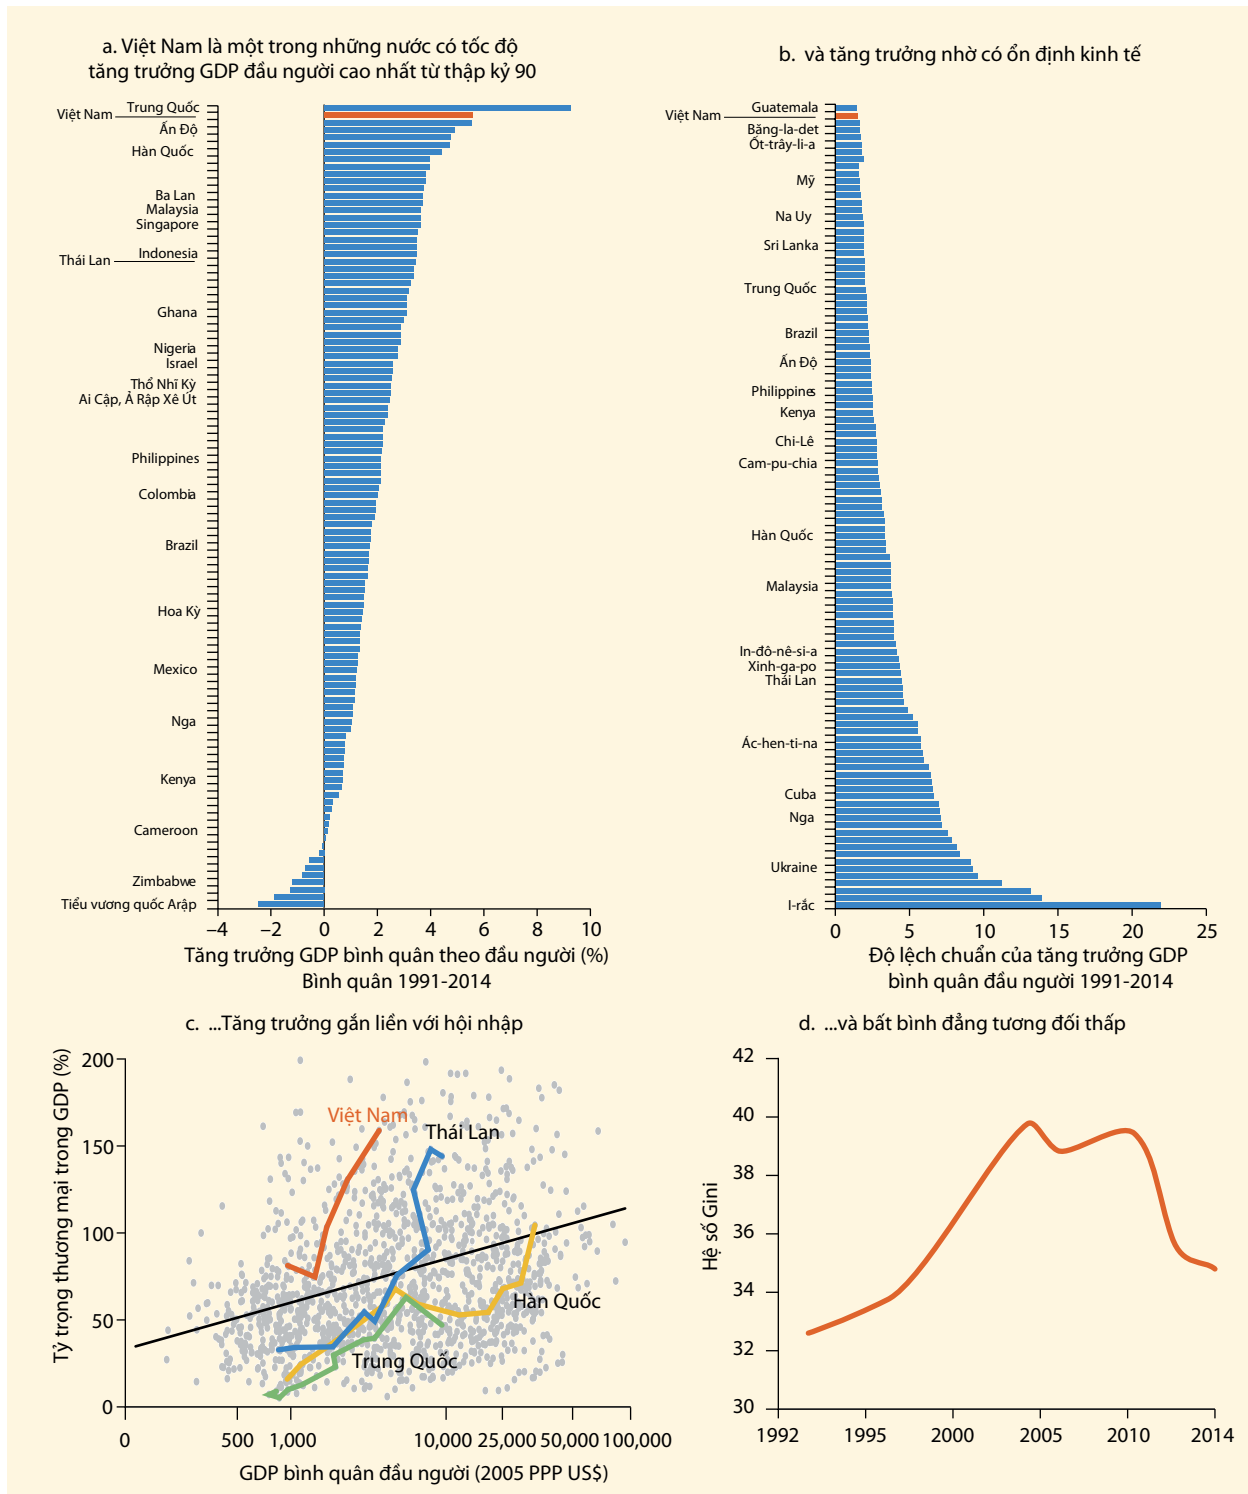 a. Việt Nam là một trong những nước có tốc độ
tăng trưởng GDP đầu người cao nhất từ thập kỷ 90
Trung Quốc
Việt Nam
Ấn Độ
Hàn Quốc
Ba Lan
Malaysia
Singapore
Indonesia
Thái Lan
Ghana
Nigeria
Israel
Thổ Nhĩ Kỳ
Ai Cập, Ả Rập Xê Út
Philippines
Colombia
Brazil
Hoa Kỳ
Mexico
Nga
Kenya
Cameroon
Zimbabwe
Tiểu vương quốc Arập
–4 –2 0 2 4 6 8 10
Tăng trưởng GDP bình quân theo đầu người (%)
Bình quân 1991-2014
b. và tăng trưởng nhờ có ổn định kinh tế
Guatemala
Việt Nam
Băng-la-det
Ốt-trây-li-a
Mỹ
Na Uy
Sri Lanka
Trung Quốc
Brazil
Ấn Độ
Philippines
Kenya
Chi-Lê
Cam-pu-chia
Hàn Quốc
Malaysia
In-đô-nê-si-a
Xinh-ga-po
Thái Lan
Ác-hen-ti-na
Cuba
Nga
Ukraine
I-rắc
0 5 10 15 20 25
Độ lệch chuẩn của tăng trưởng GDP
bình quân đầu người 1991-2014
c. ...Tăng trưởng gắn liền với hội nhập
Tỷ trọng thương mại trong GDP (%)
200
150
100
50
0
Việt Nam
Thái Lan
Hàn Quốc
Trung Quốc
0 500 1,000 10,000 25,000 50,000 100,000
GDP bình quân đầu người (2005 PPP US$)
d. ...và bất bình đẳng tương đối thấp
Hệ số Gini
42
40
38
36
34
32
30
1992 1995 2000 2005 2010 2014